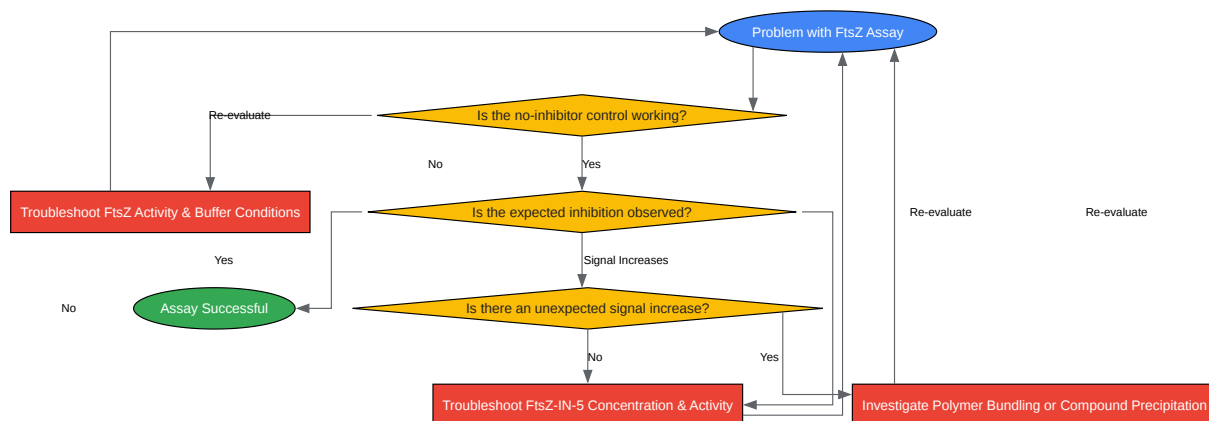 Problem with FtsZ Assay
Is the no-inhibitor control working?
Re-evaluate
No
Yes
Troubleshoot FtsZ Activity & Buffer Conditions
Is the expected inhibition observed?
Re-evaluate
Re-evaluate
Yes
Signal Increases
No
Assay Successful
Is there an unexpected signal increase?
No
Yes
Troubleshoot FtsZ-IN-5 Concentration & Activity
Investigate Polymer Bundling or Compound Precipitation